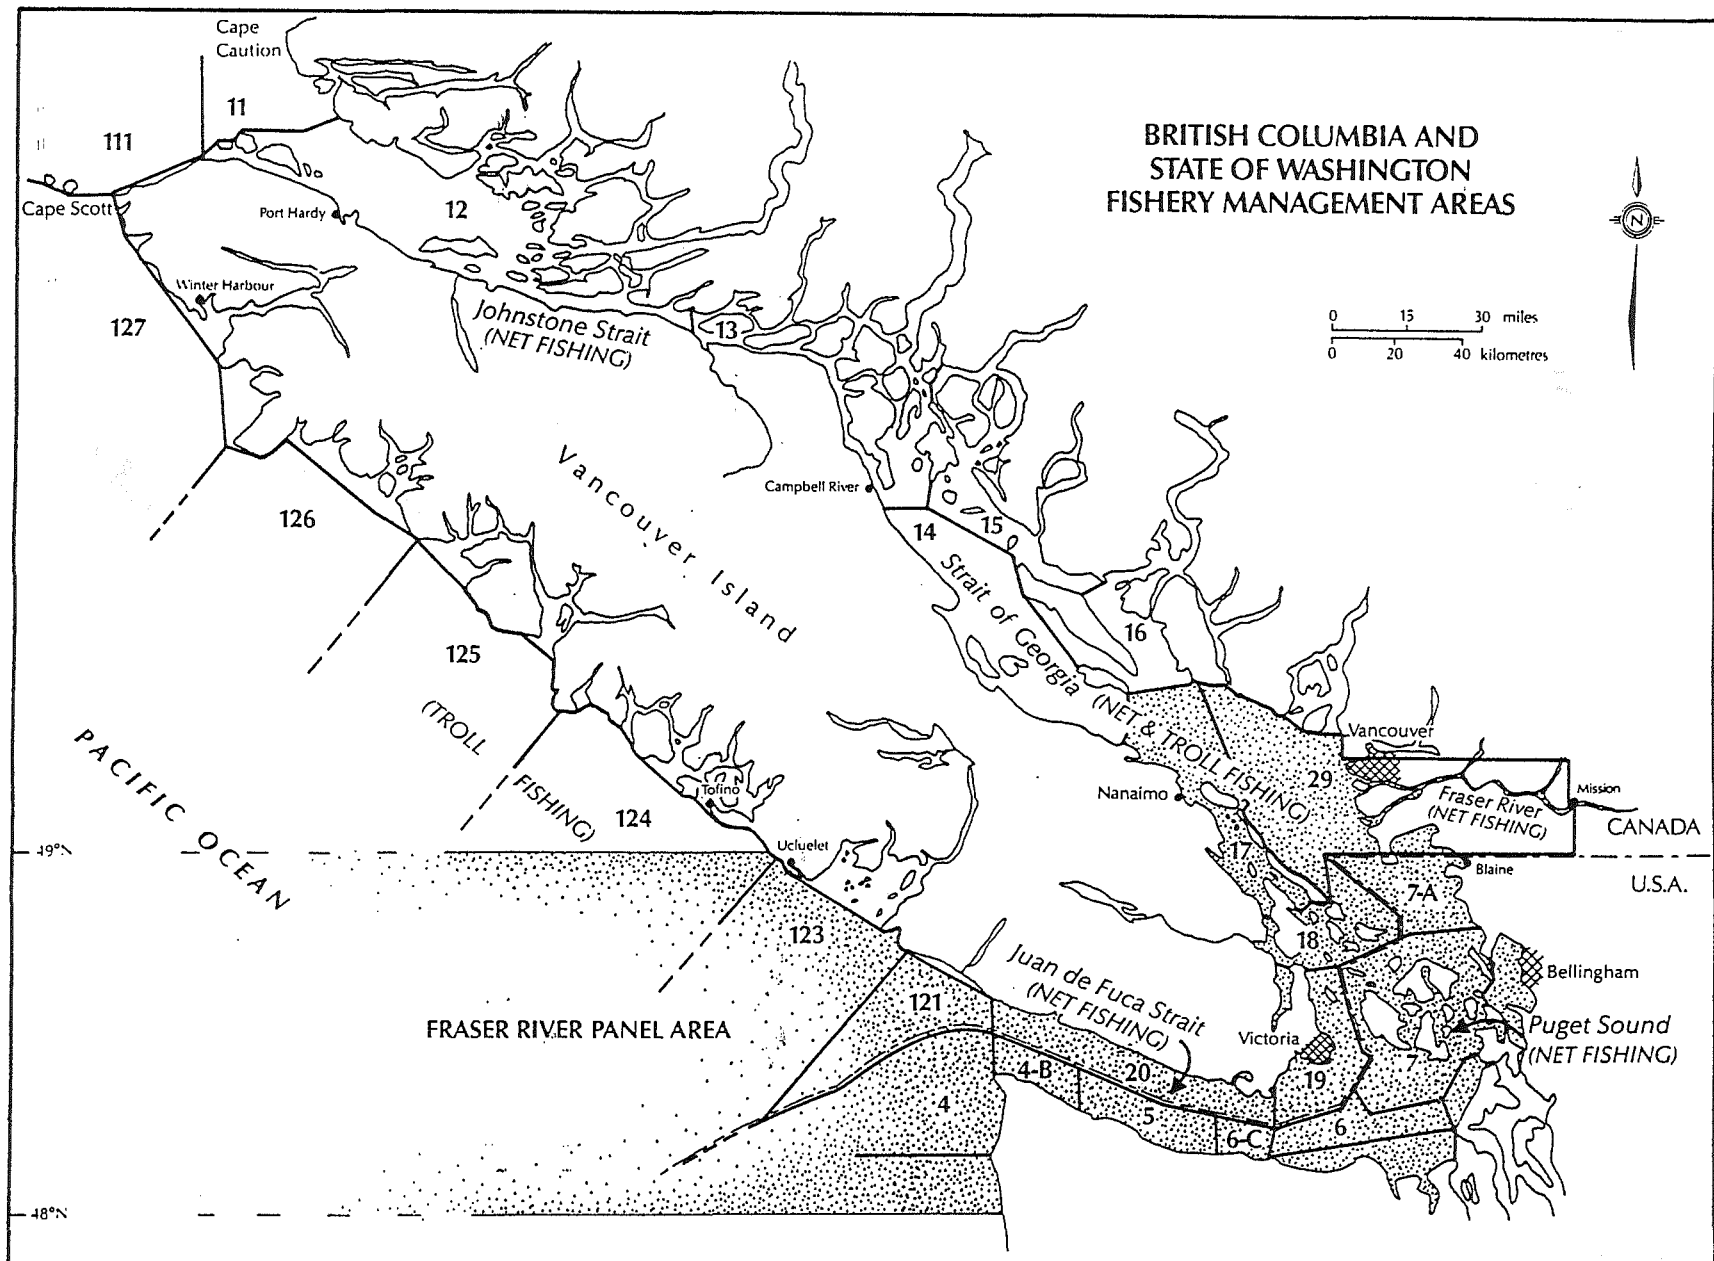 Cape
Caution
11
111
BRITISH COLUMBIA AND
STATE OF WASHINGTON
FISHERY MANAGEMENT AREAS
N
Cape Scott
Port Hardy
12
Winter Harbour
127
Johnstone Strait
(NET FISHING)
13
0 15 30 miles
0 20 40 kilometres
Vancouver Island
Campbell River
126
14
15
Strait of Georgia
(NET & TROLL FISHING)
16
125
(TROLL FISHING)
PACIFIC OCEAN
124
Tofino
Ucluelet
Nanaimo
Vancouver
29
Fraser River
(NET FISHING)
Mission
CANADA
49°N
17
Blaine
U.S.A.
7-A
123
18
Juan de Fuca Strait
(NET FISHING)
Bellingham
121
FRASER RIVER PANEL AREA
Victoria
Puget Sound
(NET FISHING)
4-B
20
19
7
4
5
6-C
6
48°N